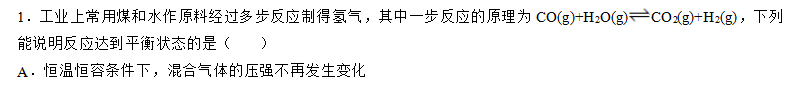 1．工业上常用煤和水作原料经过多步反应制得氢气，其中一步反应的原理为 CO(g)+H₂O(g)⇌CO₂(g)+H₂(g)，下列
能说明反应达到平衡状态的是（　　）
A．恒温恒容条件下，混合气体的压强不再发生变化